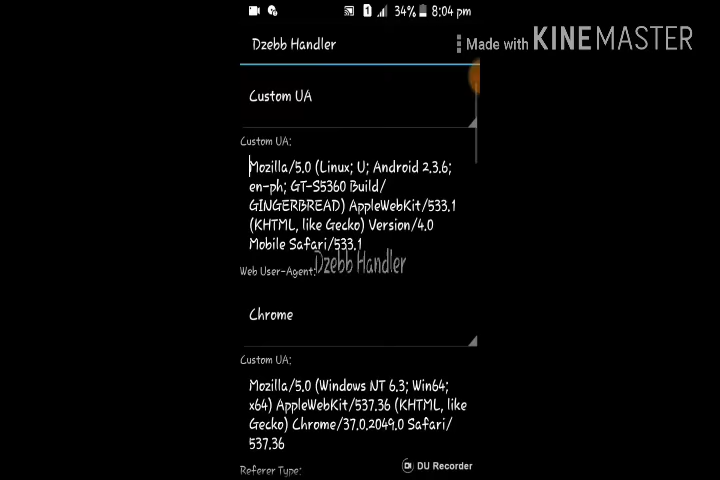 1 34% 8:04 pm
Dzebb Handler
Made with KINEMASTER
Custom UA
Custom UA:
Mozilla/5.0 (Linux; U; Android 2.3.6;
en-ph; GT-S5360 Build/
GINGERBREAD) AppleWebKit/533.1
(KHTML, like Gecko) Version/4.0
Mobile Safari/533.1
Dzebb Handler
Web User-Agent:
Chrome
Custom UA:
Mozilla/5.0 (Windows NT 6.3; Win64;
x64) AppleWebKit/537.36 (KHTML, like
Gecko) Chrome/37.0.2049.0 Safari/
537.36
Referer Type:
DU Recorder